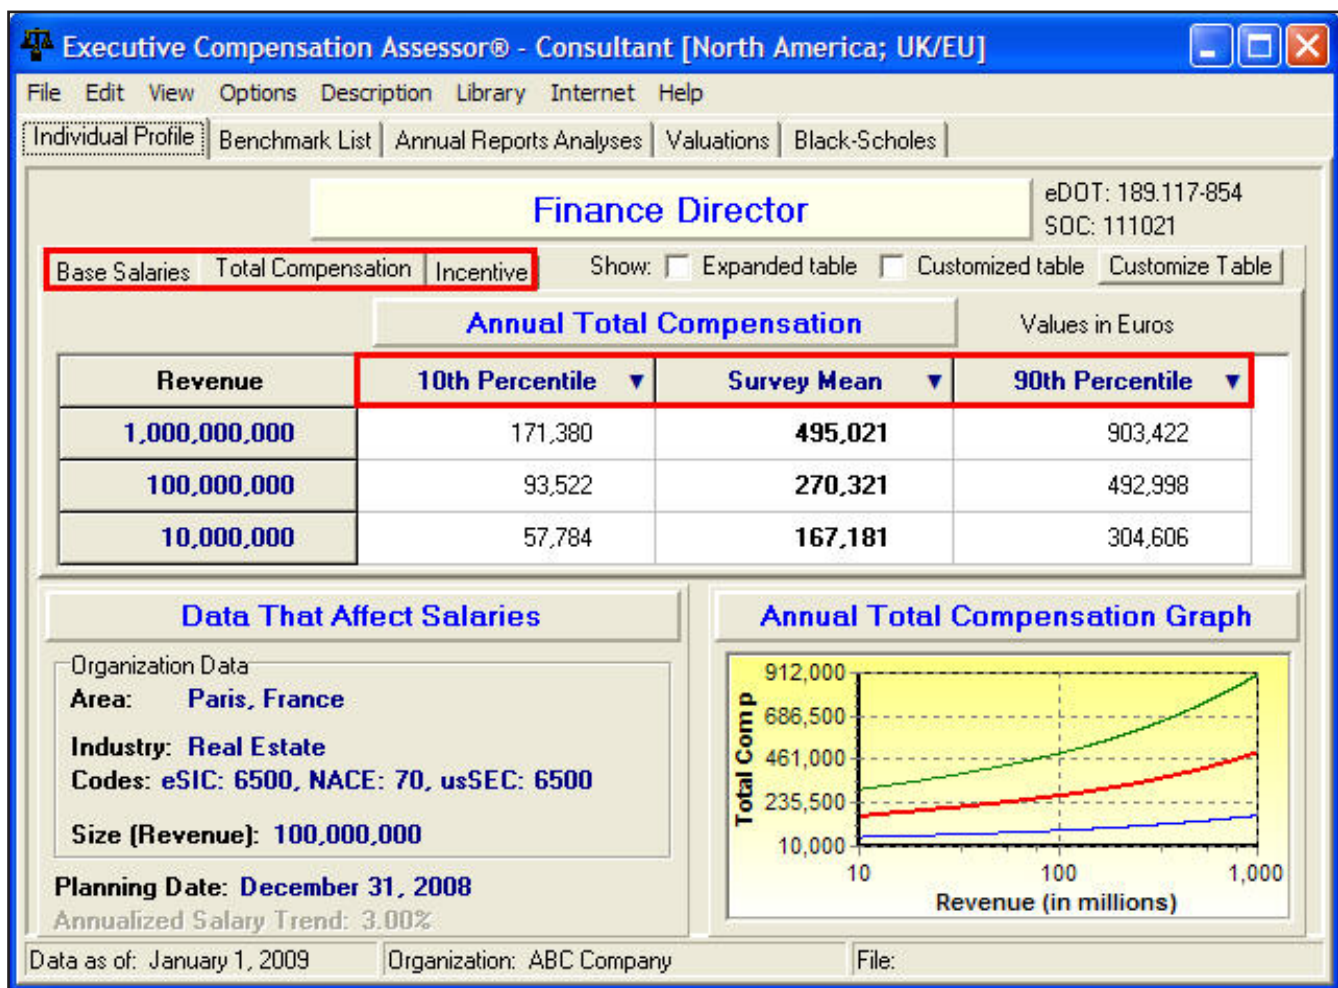 Executive Compensation Assessor® - Consultant [North America; UK/EU]
File Edit View Options Description Library Internet Help
Individual Profile Benchmark List Annual Reports Analyses Valuations Black-Scholes
Finance Director
eDOT: 189.117-854
SOC: 111021
Base Salaries Total Compensation Incentive Show: Expanded table Customized table Customize Table
Annual Total Compensation Values in Euros
Revenue 10th Percentile ▼ Survey Mean ▼ 90th Percentile ▼
1,000,000,000 171,380 495,021 903,422
100,000,000 93,522 270,321 492,998
10,000,000 57,784 167,181 304,606
Data That Affect Salaries
Organization Data
Area: Paris, France
Industry: Real Estate
Codes: eSIC: 6500, NACE: 70, usSEC: 6500
Size (Revenue): 100,000,000
Planning Date: December 31, 2008
Annualized Salary Trend: 3.00%
Annual Total Compensation Graph
Total Comp
912,000
686,500
461,000
235,500
10,000
10 100 1,000
Revenue (in millions)
Data as of: January 1, 2009 Organization: ABC Company File: